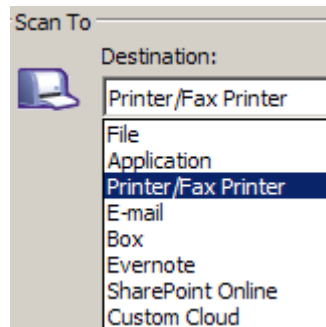 Scan To
Destination:
Printer/Fax Printer
File
Application
Printer/Fax Printer
E-mail
Box
Evernote
SharePoint Online
Custom Cloud